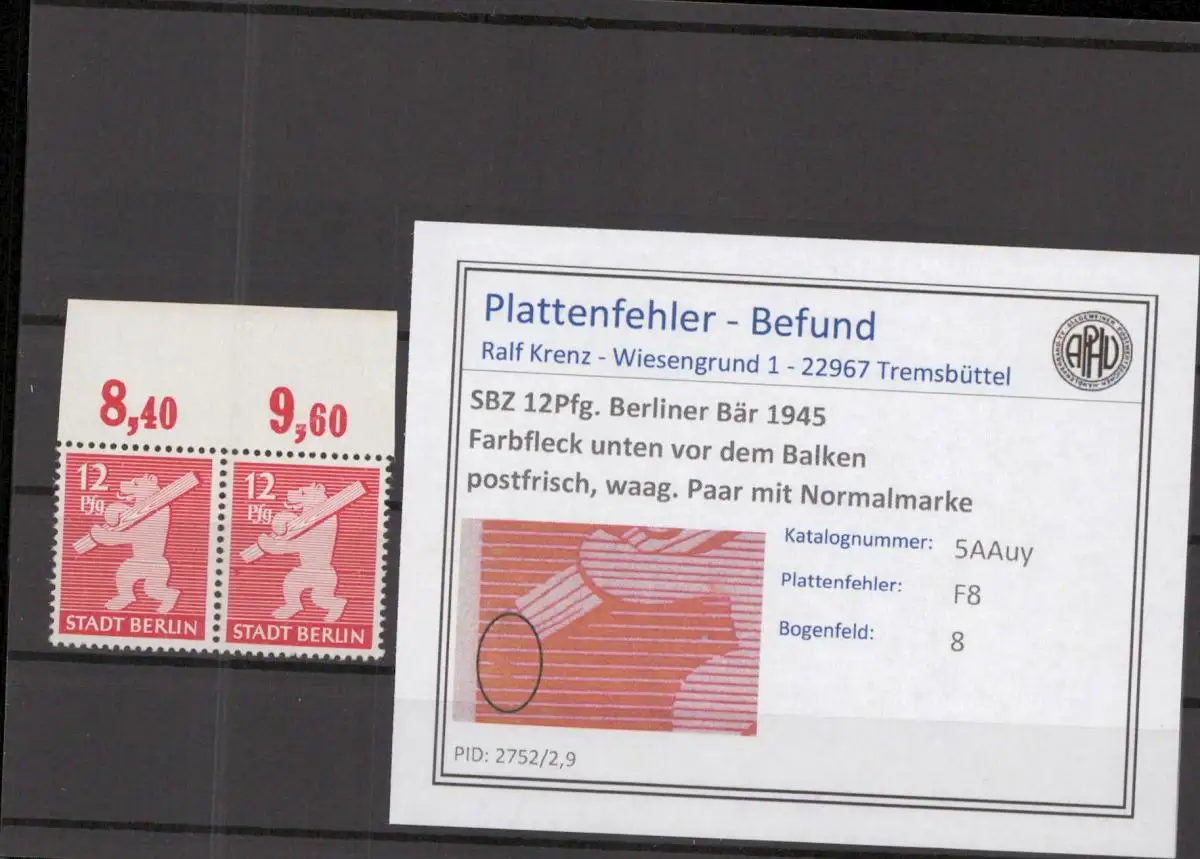 8,40 9,60
12 Pfg
STADT BERLIN
12 Pfg
STADT BERLIN
Plattenfehler - Befund
Ralf Krenz - Wiesengrund 1 - 22967 Tremsbüttel
APHV
SBZ 12Pfg. Berliner Bär 1945
Farbfleck unten vor dem Balken
postfrisch, waag. Paar mit Normalmarke
Katalognummer: 5AAuy
Plattenfehler: F8
Bogenfeld: 8
PID: 2752/2,9